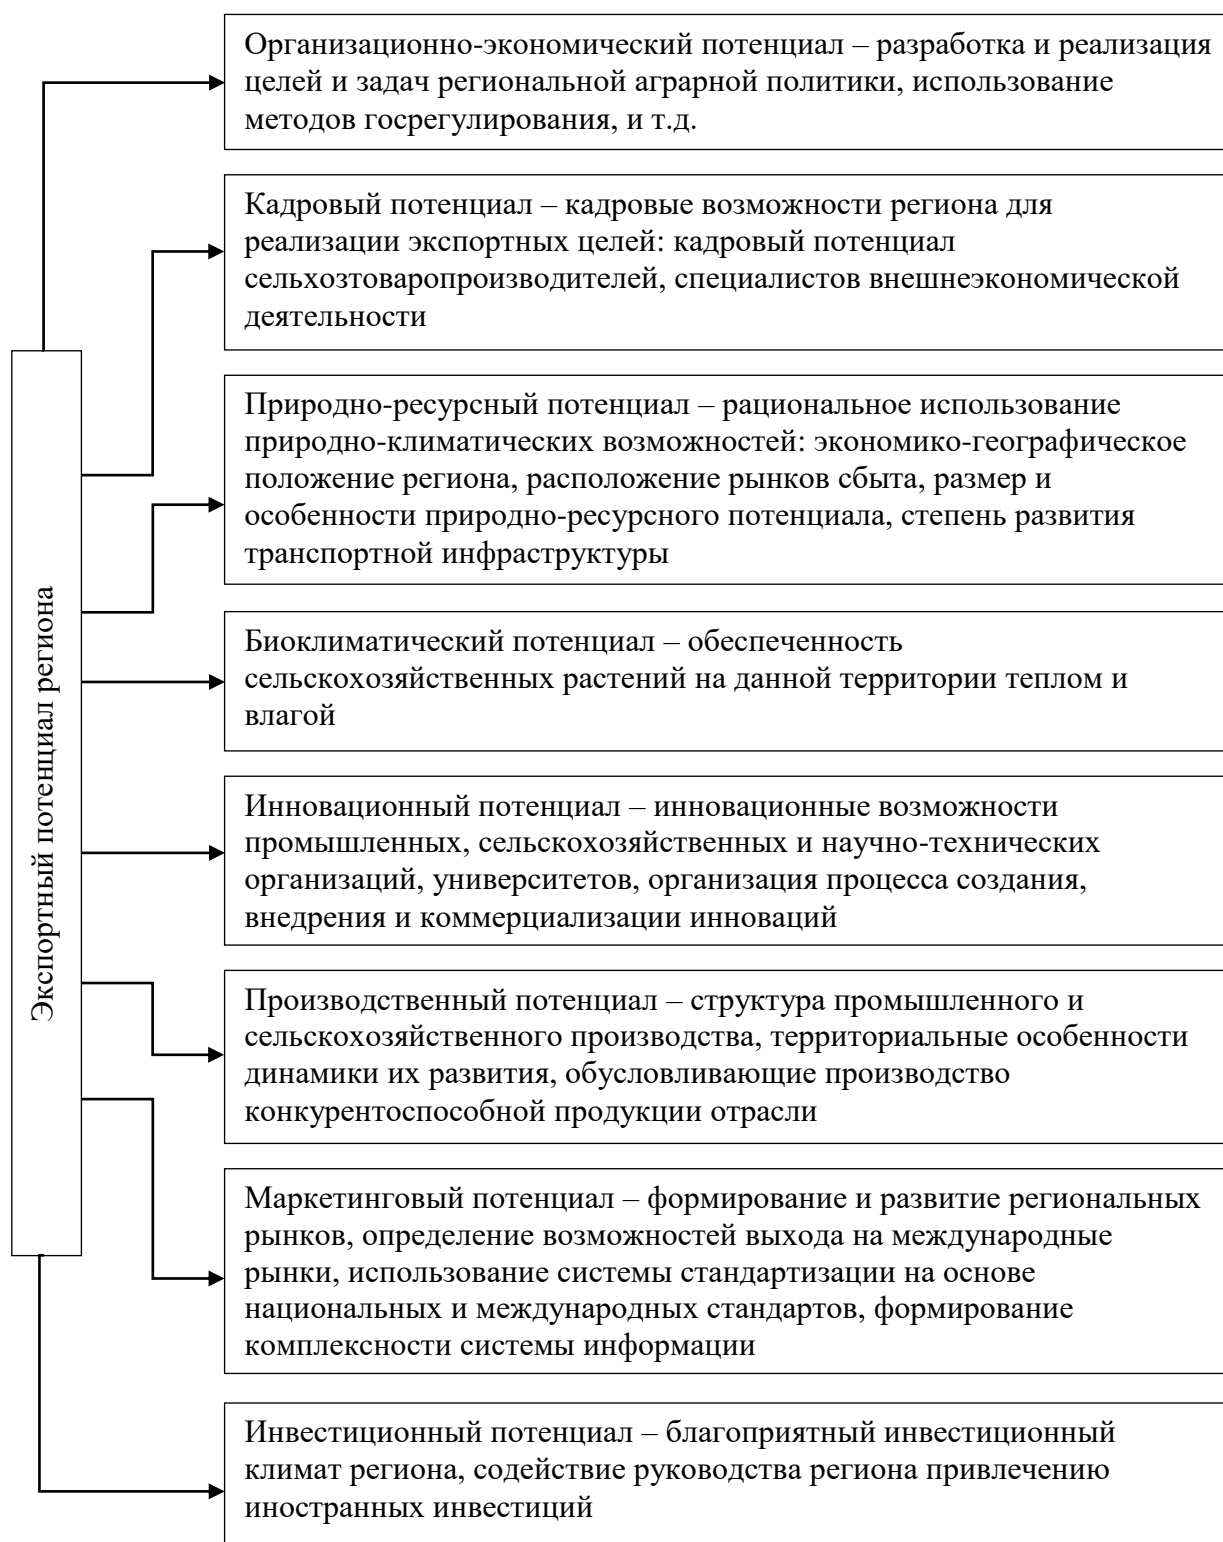 Организационно-экономический потенциал – разработка и реализация
целей и задач региональной аграрной политики, использование
методов госрегулирования, и т.д.
Кадровый потенциал – кадровые возможности региона для
реализации экспортных целей: кадровый потенциал
сельхозтоваропроизводителей, специалистов внешнеэкономической
деятельности
Природно-ресурсный потенциал – рациональное использование
природно-климатических возможностей: экономико-географическое
положение региона, расположение рынков сбыта, размер и
особенности природно-ресурсного потенциала, степень развития
транспортной инфраструктуры
Экспортный потенциал региона
Биоклиматический потенциал – обеспеченность
сельскохозяйственных растений на данной территории теплом и
влагой
Инновационный потенциал – инновационные возможности
промышленных, сельскохозяйственных и научно-технических
организаций, университетов, организация процесса создания,
внедрения и коммерциализации инноваций
Производственный потенциал – структура промышленного и
сельскохозяйственного производства, территориальные особенности
динамики их развития, обусловливающие производство
конкурентоспособной продукции отрасли
Маркетинговый потенциал – формирование и развитие региональных
рынков, определение возможностей выхода на международные
рынки, использование системы стандартизации на основе
национальных и международных стандартов, формирование
комплексности системы информации
Инвестиционный потенциал – благоприятный инвестиционный
климат региона, содействие руководства региона привлечению
иностранных инвестиций